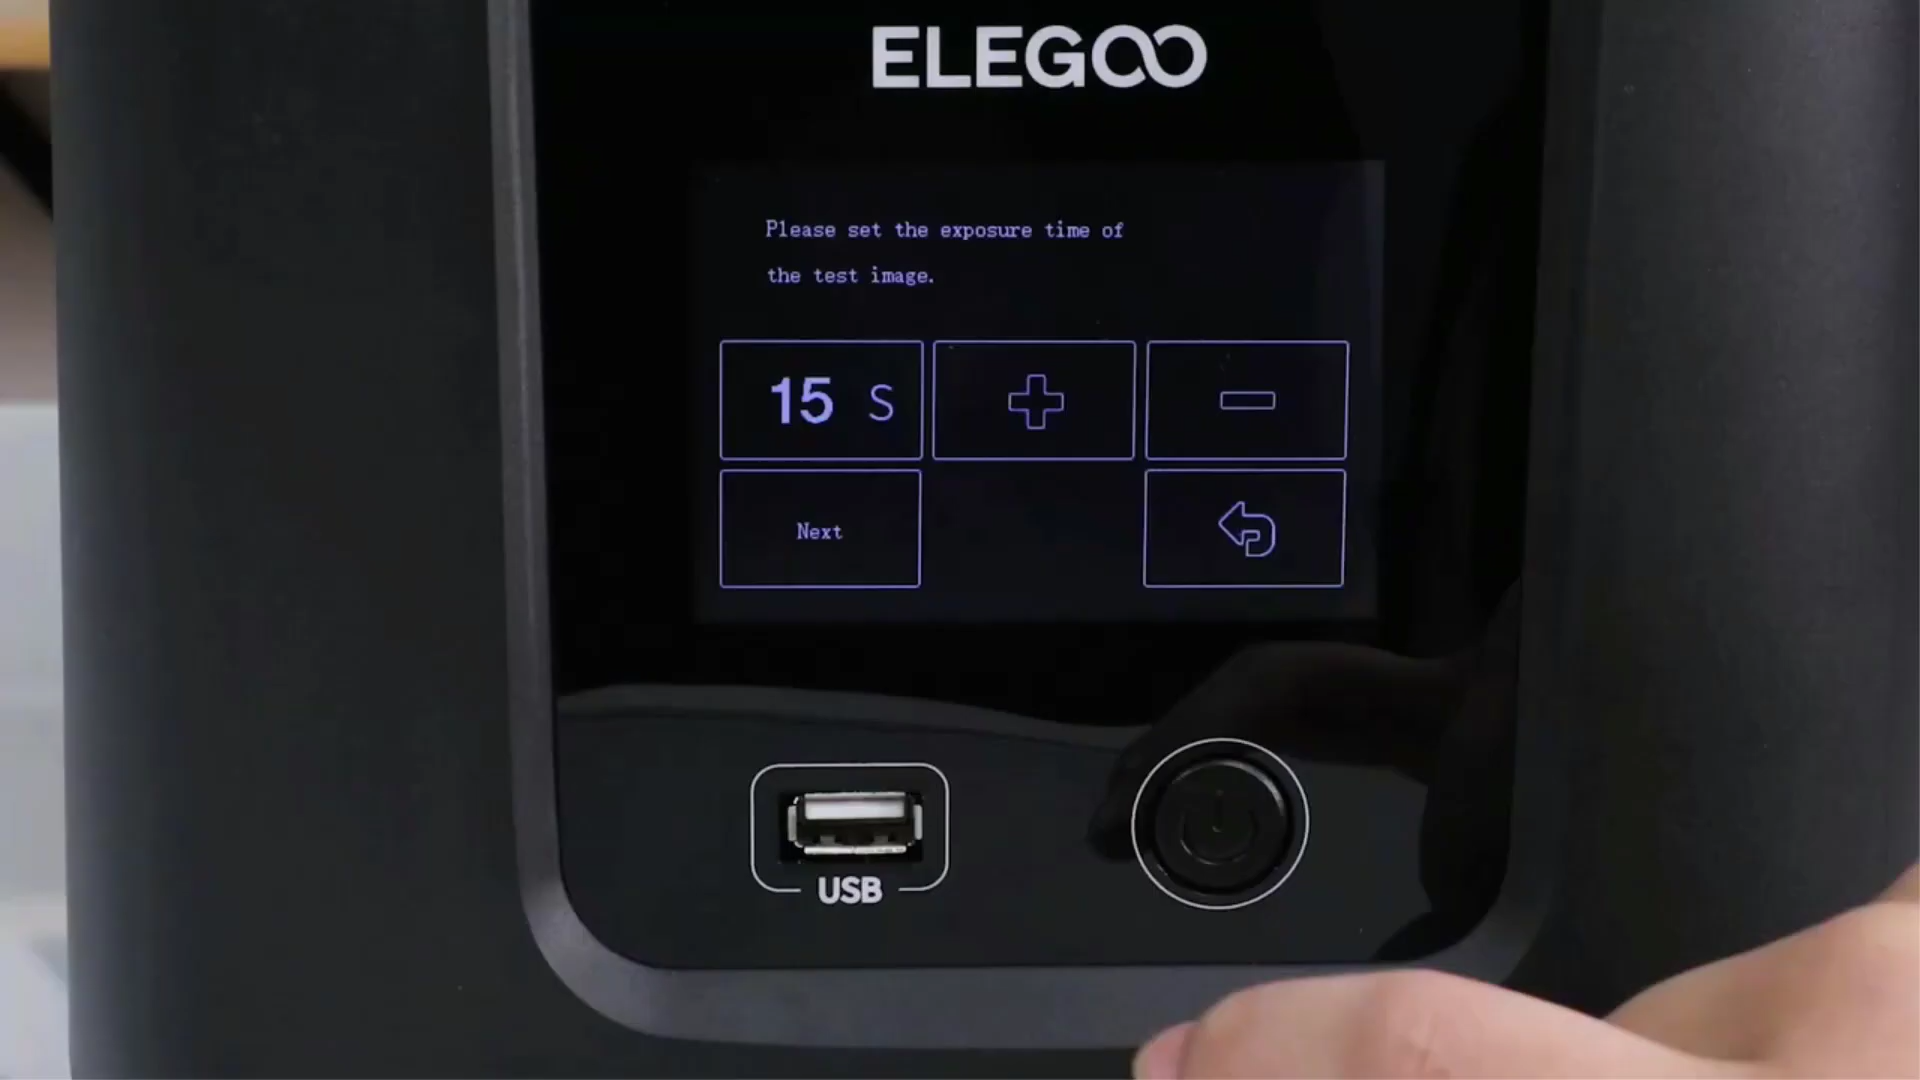 ELEGOO
Please set the exposure time of
the test image.
15 S
Next
USB